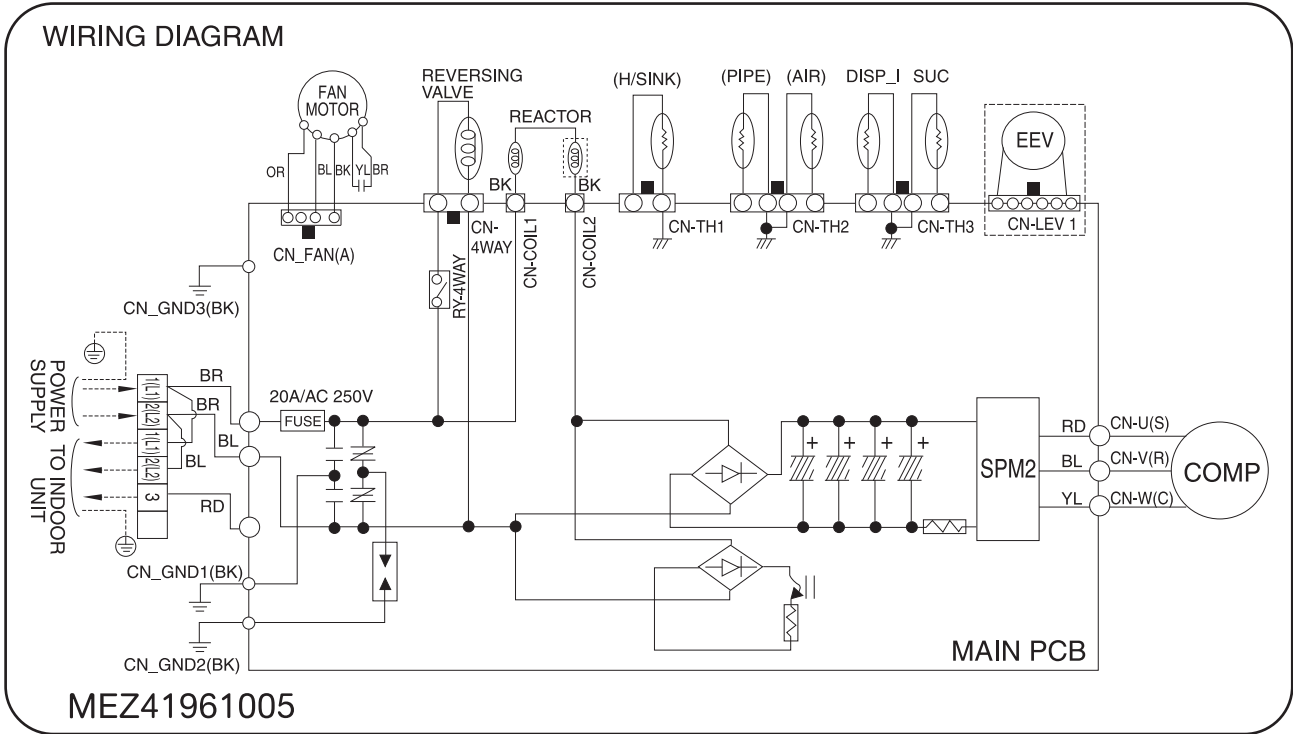 WIRING DIAGRAM
FAN
MOTOR
OR
BL
BK
YL
BR
CN_FAN(A)
REVERSING
VALVE
REACTOR
BK
BK
CN-
4WAY
RY-4WAY
CN-COIL1
CN-COIL2
(H/SINK)
(PIPE)
(AIR)
DISP_I
SUC
CN-TH1
CN-TH2
CN-TH3
EEV
CN-LEV 1
CN_GND3(BK)
POWER
SUPPLY
TO INDOOR
UNIT
1(L1)
2(L2)
1(L1)
2(L2)
3
BR
BR
BL
BL
RD
20A/AC 250V
FUSE
CN_GND1(BK)
CN_GND2(BK)
+
+
+
+
SPM2
RD
BL
YL
CN-U(S)
CN-V(R)
CN-W(C)
COMP
MAIN PCB
MEZ41961005